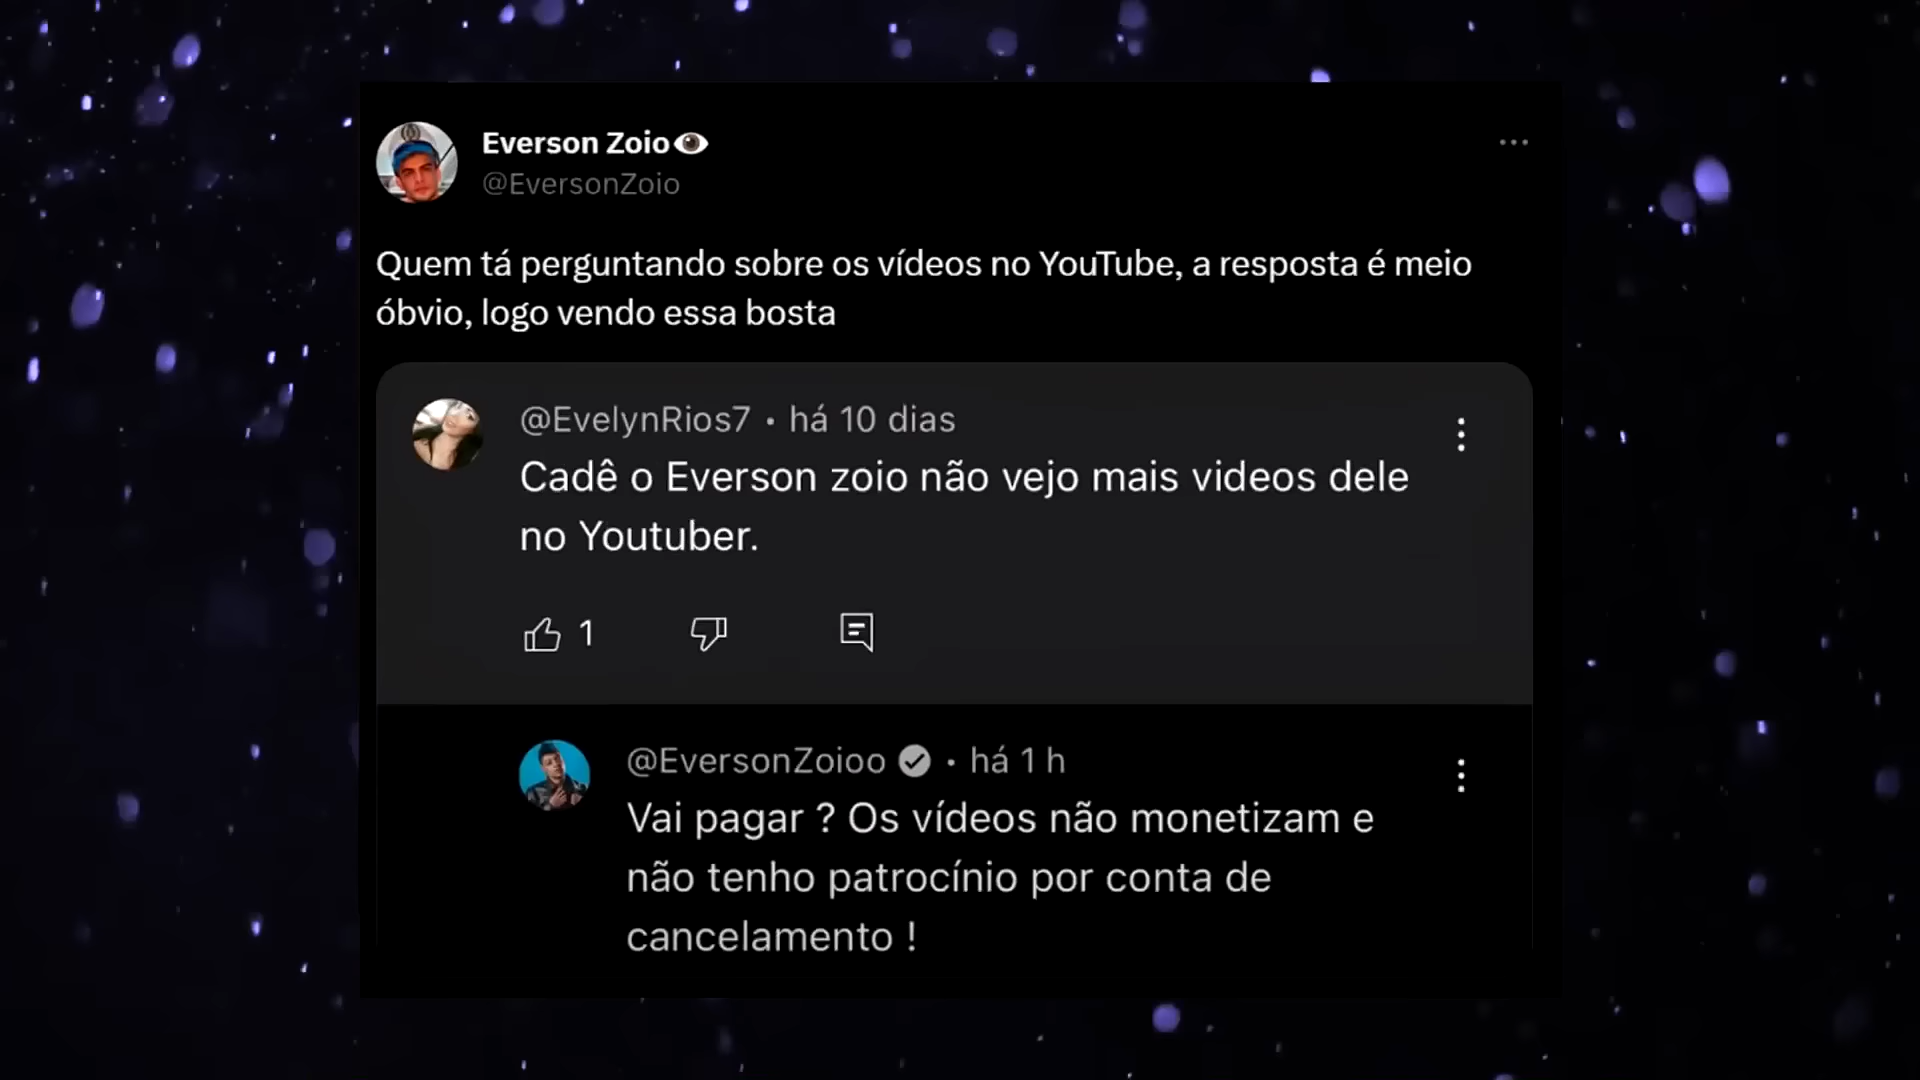 Everson Zoio👁
@EversonZoio
Quem tá perguntando sobre os vídeos no YouTube, a resposta é meio
óbvio, logo vendo essa bosta
@EvelynRios7 • há 10 dias
Cadê o Everson zoio não vejo mais videos dele
no Youtuber.
1
@EversonZoioo • há 1 h
Vai pagar ? Os vídeos não monetizam e
não tenho patrocínio por conta de
cancelamento !